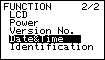 FUNCTION 2/2
LCD
Power
Version No.
Date&Time
Identification